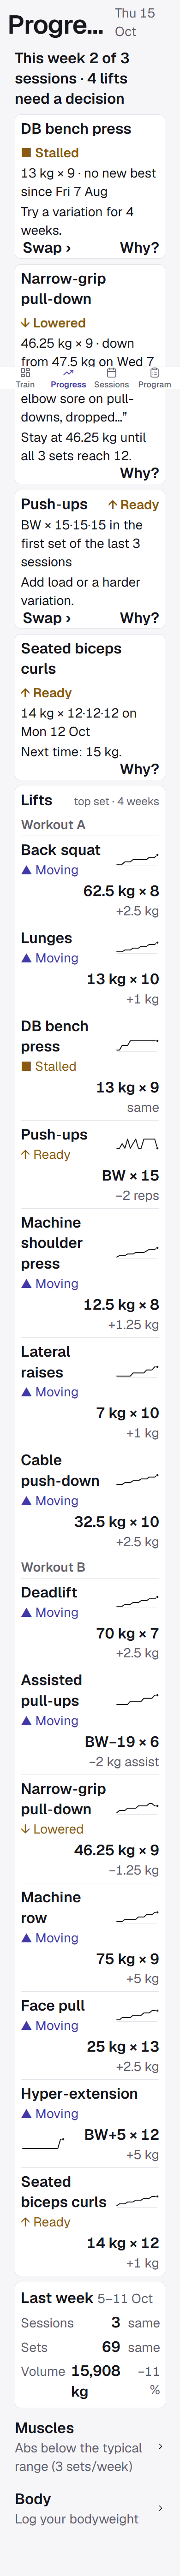 Progre...
Thu 15
Oct
This week 2 of 3
sessions · 4 lifts
need a decision
DB bench press
Stalled
13 kg × 9 · no new best
since Fri 7 Aug
Try a variation for 4
weeks.
Swap ›
Why?
Narrow-grip
pull-down
↓ Lowered
46.25 kg × 9 · down
from 47.5 kg on Wed 7
Train
Progress
Sessions
Program
elbow sore on pull-
downs, dropped…”
Stay at 46.25 kg until
all 3 sets reach 12.
Why?
Push-ups
↑ Ready
BW × 15·15·15 in the
first set of the last 3
sessions
Add load or a harder
variation.
Swap ›
Why?
Seated biceps
curls
↑ Ready
14 kg × 12·12·12 on
Mon 12 Oct
Next time: 15 kg.
Why?
Lifts
top set · 4 weeks
Workout A
Back squat
▲ Moving
62.5 kg × 8
+2.5 kg
Lunges
▲ Moving
13 kg × 10
+1 kg
DB bench
press
■ Stalled
13 kg × 9
same
Push-ups
↑ Ready
BW × 15
−2 reps
Machine
shoulder
press
▲ Moving
12.5 kg × 8
+1.25 kg
Lateral
raises
▲ Moving
7 kg × 10
+1 kg
Cable
push-down
▲ Moving
32.5 kg × 10
+2.5 kg
Workout B
Deadlift
▲ Moving
70 kg × 7
+2.5 kg
Assisted
pull-ups
▲ Moving
BW−19 × 6
−2 kg assist
Narrow-grip
pull-down
↓ Lowered
46.25 kg × 9
−1.25 kg
Machine
row
▲ Moving
75 kg × 9
+5 kg
Face pull
▲ Moving
25 kg × 13
+2.5 kg
Hyper-extension
▲ Moving
BW+5 × 12
+5 kg
Seated
biceps curls
↑ Ready
14 kg × 12
+1 kg
Last week 5–11 Oct
Sessions 3 same
Sets 69 same
Volume 15,908 −11
kg %
Muscles
Abs below the typical
range (3 sets/week)
Body
Log your bodyweight